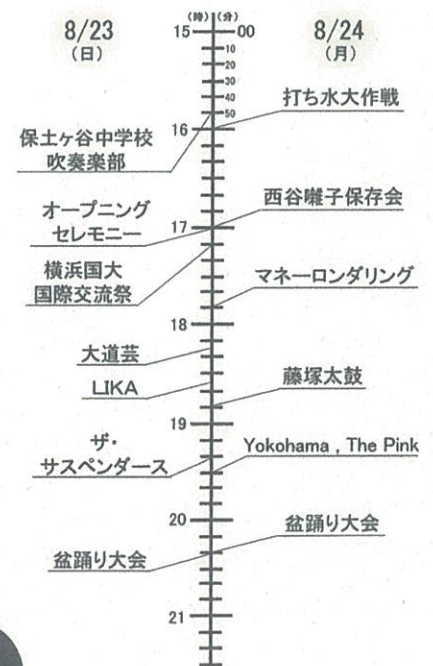 8/23
(日)
(時) (分)
8/24
(月)
15 00
10
20
30
40
50
打ち水大作戦
16
保土ヶ谷中学校
吹奏楽部
西谷囃子保存会
オープニング
セレモニー
17
横浜国大
国際交流祭
マネーロンダリング
18
大道芸
LIKA
藤塚太鼓
19
ザ・
サスペンダース
Yokohama , The Pink
20
盆踊り大会
盆踊り大会
21